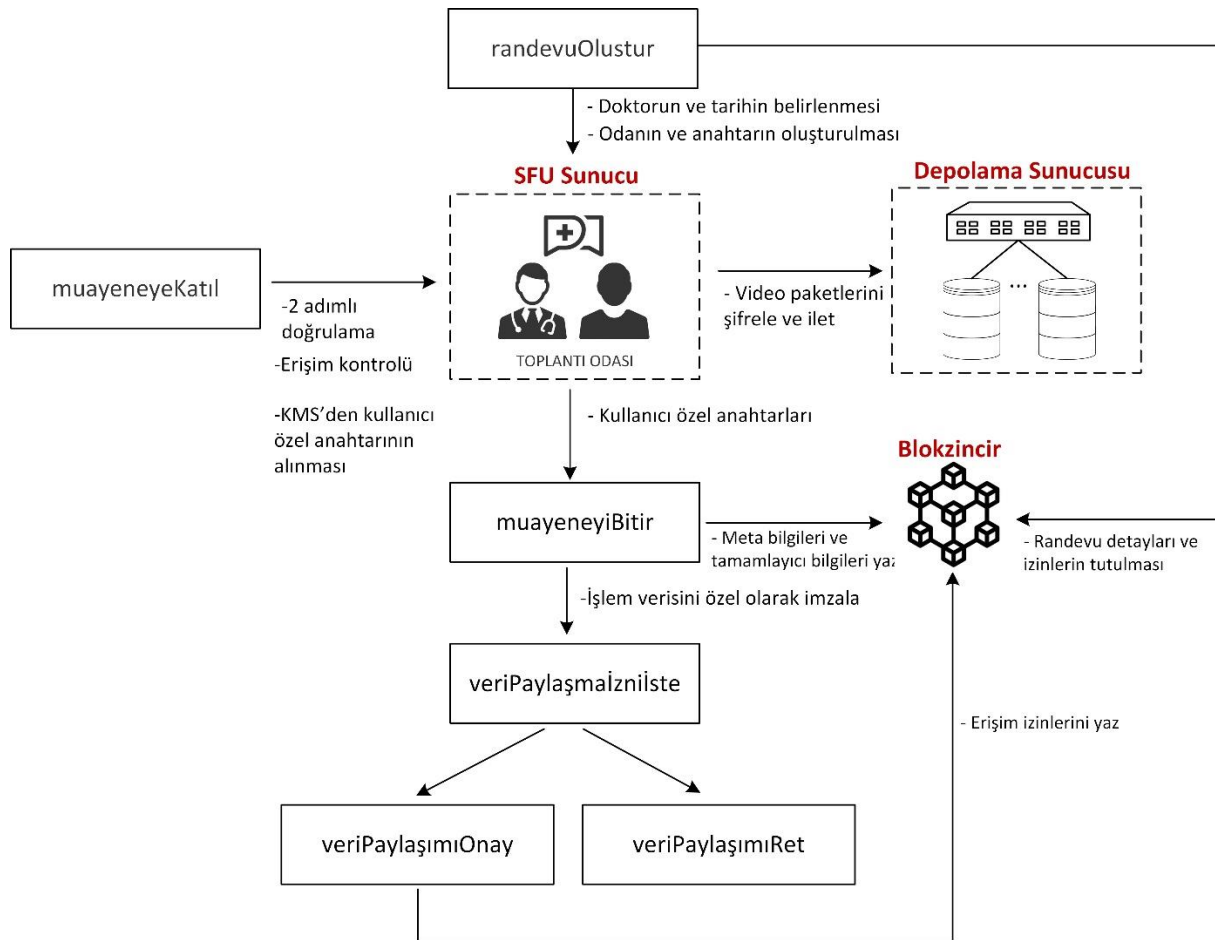 randevuOlustur
- Doktorun ve tarihin belirlenmesi
- Odanın ve anahtarın oluşturulması
SFU Sunucu
Depolama Sunucusu
muayeneyeKatıl
-2 adımlı
doğrulama
-Erişim kontrolü
-KMS'den kullanıcı
özel anahtarının
alınması
TOPLANTI ODASI
- Video paketlerini
şifrele ve ilet
...
- Kullanıcı özel anahtarları
Blokzincir
muayeneyiBitir
- Meta bilgileri ve
tamamlayıcı bilgileri yaz
- Randevu detayları ve
izinlerin tutulması
-İşlem verisini özel olarak imzala
veriPaylaşmaİzniİste
- Erişim izinlerini yaz
veriPaylaşımıOnay
veriPaylaşımıRet